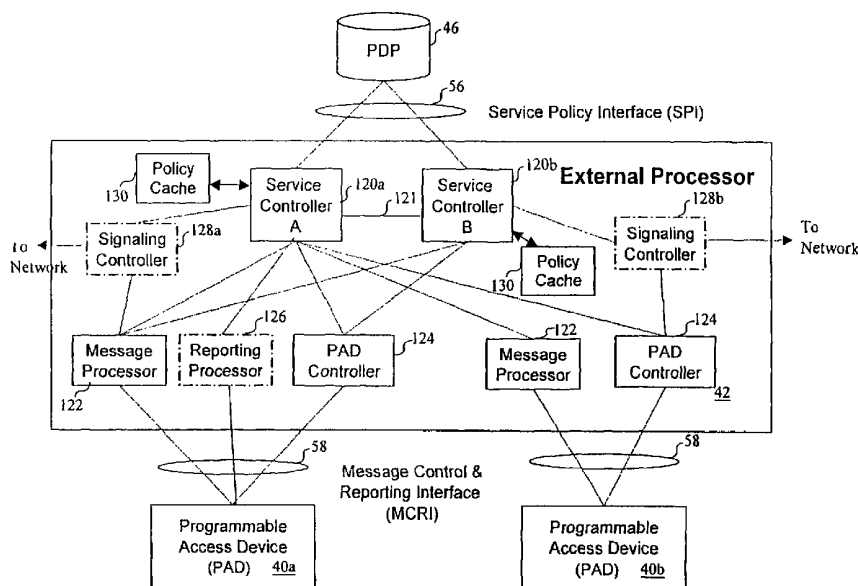 PDP
46
56
Service Policy Interface (SPI)
Policy
Cache
130
Service
Controller
A
120a
121
Service
Controller
B
120b
External Processor
128b
To
Network
Signaling
Controller
128a
Policy
Cache
130
Signaling
Controller
To
Network
Message
Processor
122
126
Reporting
Processor
PAD
Controller
124
122
Message
Processor
124
PAD
Controller
42
58
Message Control &
Reporting Interface
(MCRI)
58
Programmable
Access Device
(PAD) 40a
Programmable
Access Device
(PAD) 40b